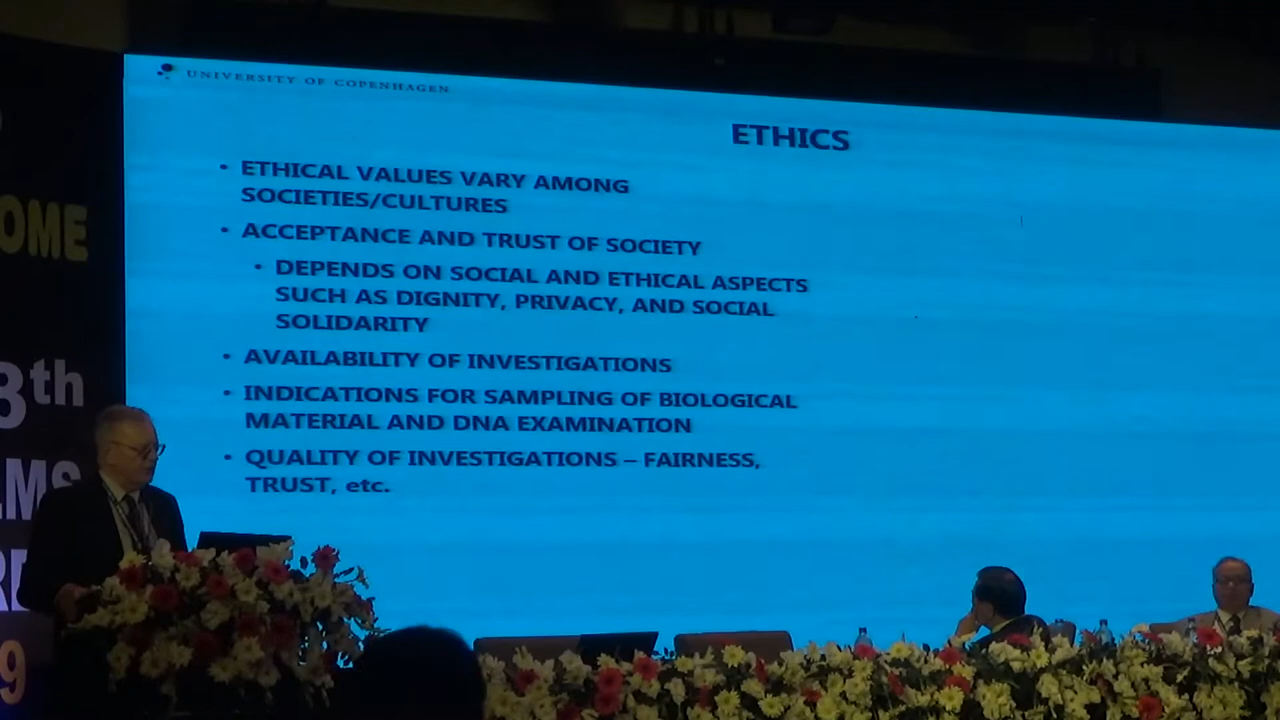 UNIVERSITY OF COPENHAGEN
ETHICS
• ETHICAL VALUES VARY AMONG
SOCIETIES/CULTURES
• ACCEPTANCE AND TRUST OF SOCIETY
• DEPENDS ON SOCIAL AND ETHICAL ASPECTS
SUCH AS DIGNITY, PRIVACY, AND SOCIAL
SOLIDARITY
• AVAILABILITY OF INVESTIGATIONS
• INDICATIONS FOR SAMPLING OF BIOLOGICAL
MATERIAL AND DNA EXAMINATION
• QUALITY OF INVESTIGATIONS – FAIRNESS,
TRUST, etc.
OME
3th
LMS
9